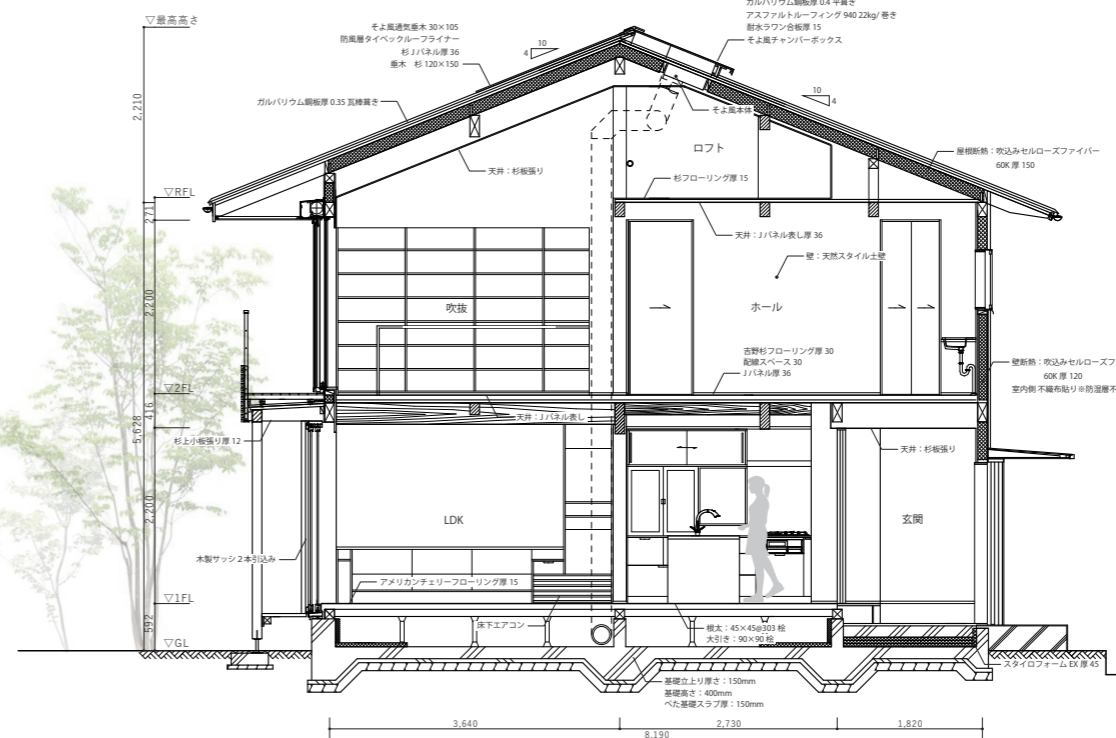 ▽最高高さ
そよ風通気垂木 30×105
防風層タイベックルーフライナー
杉Jパネル厚 36
垂木 杉 120×150
ガルバリウム鋼板厚 0.4 平葺き
アスファルトルーフィング 940 22kg/ 巻き
耐水ラワン合板厚 15
そよ風チャンバーボックス
10
4
10
4
ガルバリウム鋼板厚 0.35 瓦棒葺き
そよ風本体
2,210
ロフト
屋根断熱：吹込みセルローズファイバー
60K 厚 150
天井：杉板張り
杉フローリング厚 15
▽RFL
271
天井：Jパネル表し厚 36
壁：天然スタイル土壁
2,200
吹抜
ホール
吉野杉フローリング厚 30
配線スペース 30
Jパネル厚 36
壁断熱：吹込みセルローズフ
60K 厚 120
室内側 不織布貼り※防湿層不
▽2FL
416
5,628
天井：Jパネル表し
杉上小板張り厚 12
天井：杉板張り
2,200
LDK
玄関
木製サッシ2本引込み
アメリカンチェリーフローリング厚 15
▽1FL
592
床下エアコン
根太：45×45@303 桧
大引き：90×90 桧
▽GL
スタイロフォーム EX 厚 45
基礎立上り厚さ：150mm
基礎高さ：400mm
べた基礎スラブ厚：150mm
3,640
2,730
1,820
8,190